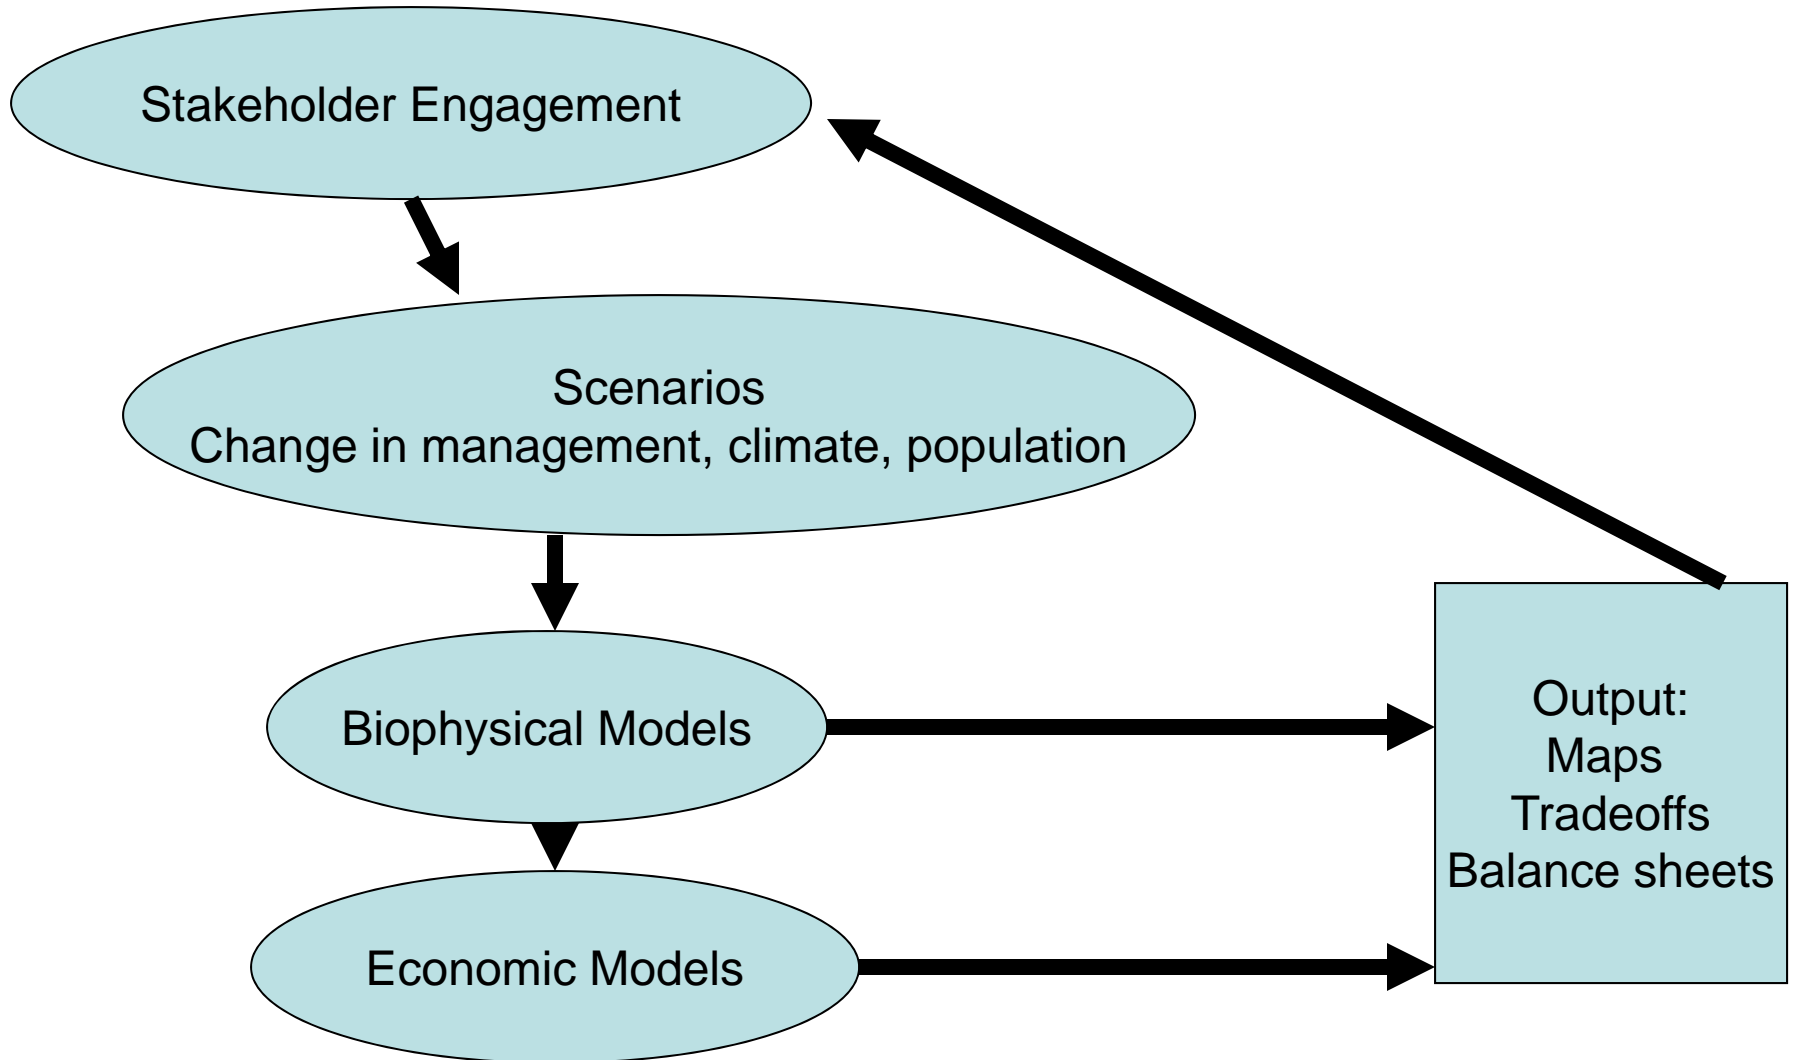 Stakeholder Engagement
Scenarios
Change in management, climate, population
Biophysical Models
Economic Models
Output:
Maps
Tradeoffs
Balance sheets